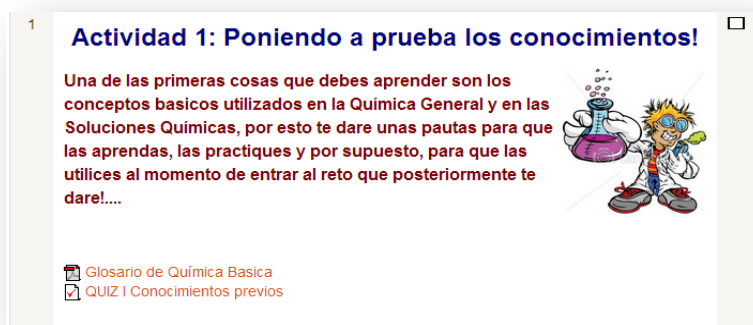 1
Actividad 1: Poniendo a prueba los conocimientos!
Una de las primeras cosas que debes aprender son los
conceptos basicos utilizados en la Química General y en las
Soluciones Químicas, por esto te dare unas pautas para que
las aprendas, las practiques y por supuesto, para que las
utilices al momento de entrar al reto que posteriormente te
dare!....
Glosario de Química Basica
QUIZ I Conocimientos previos